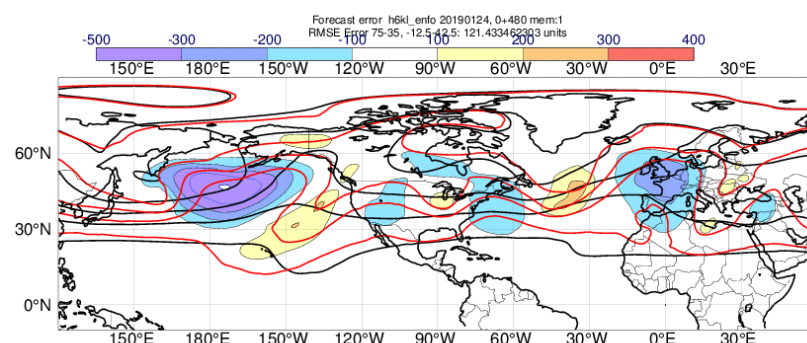 Forecast error h6kl_enfo 20190124, 0+480 mem:1
RMSE Error 75-35, -12.5-42.5: 121.433462303 units
-500 -300 -200 -100 100 200 300 400
150°E 180°E 150°W 120°W 90°W 60°W 30°W 0°E 30°E
60°N
30°N
0°N
150°E 180°E 150°W 120°W 90°W 60°W 30°W 0°E 30°E